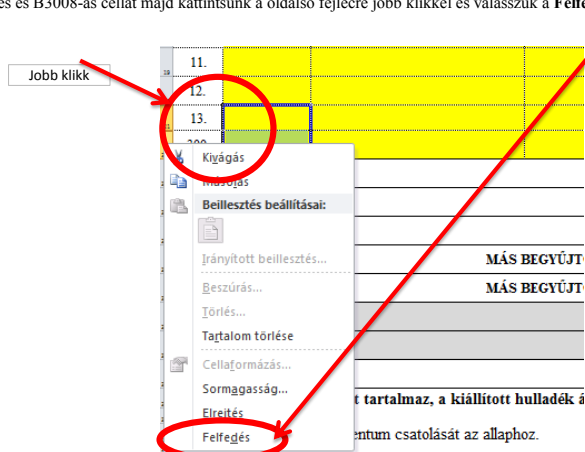 és B3008-as cellát majd kattintsunk a oldalsó fejlécre jobb klikkel és válasszuk a Felfe
Jobb klikk
11.
12.
13.
Kivágás
Másolás
Beillesztés beállításai:
Irányított beillesztés...
MÁS BEGYŰJT
Beszúrás...
MÁS BEGYŰJT
Törlés...
Tartalom törlése
Cellaformázás...
Sormagasság...
t tartalmaz, a kiállított hulladék á
Elrejtés
Felfedés
entum csatolását az allaphoz.